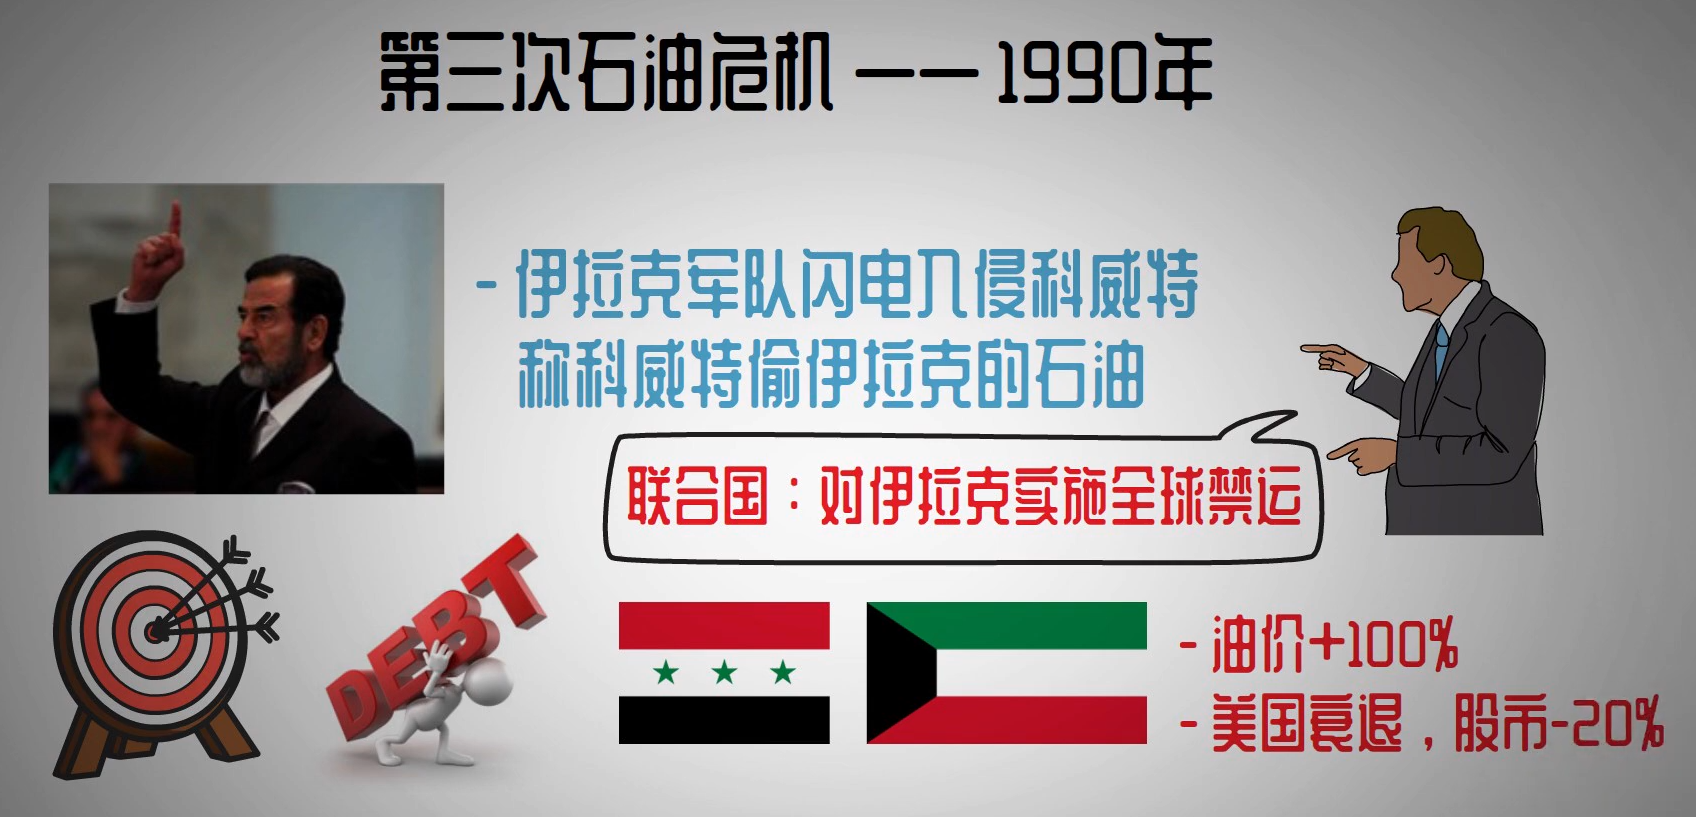 第三次石油危机 —— 1990年
- 伊拉克军队闪电入侵科威特
称科威特偷伊拉克的石油
联合国：对伊拉克实施全球禁运
DEBT
- 油价+100%
- 美国衰退，股市-20%